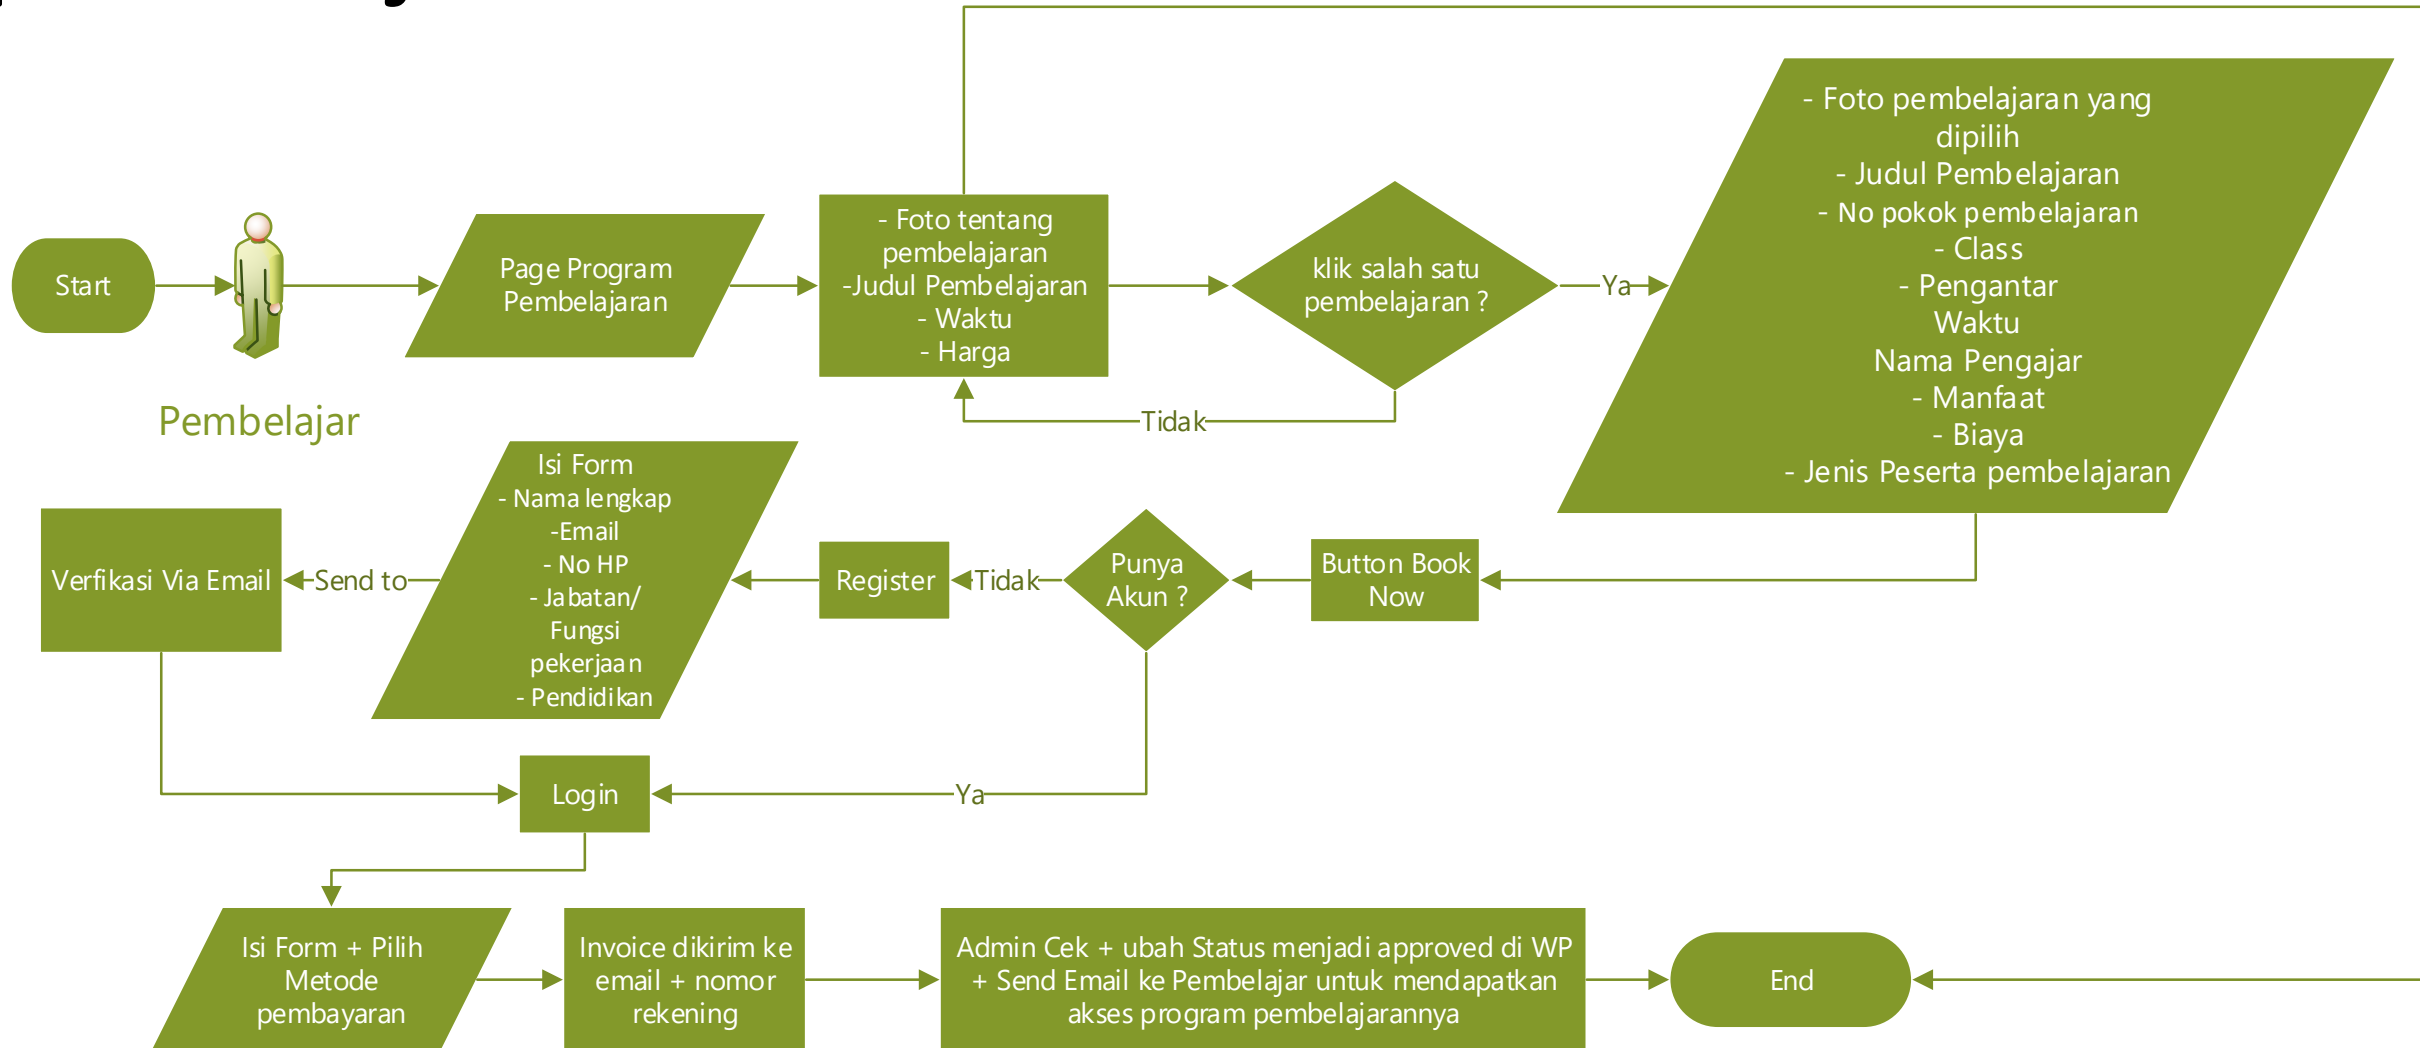 Start
Pembelajar
Page Program
Pembelajaran
- Foto tentang
pembelajaran
-Judul Pembelajaran
- Waktu
- Harga
klik salah satu
pembelajaran ?
Ya
Tidak
- Foto pembelajaran yang
dipilih
- Judul Pembelajaran
- No pokok pembelajaran
- Class
- Pengantar
Waktu
Nama Pengajar
- Manfaat
- Biaya
- Jenis Peserta pembelajaran
Button Book
Now
Punya
Akun ?
Tidak
Register
Isi Form
- Nama lengkap
-Email
- No HP
- Jabatan/
Fungsi
pekerjaan
- Pendidikan
Send to
Verfikasi Via Email
Ya
Login
Isi Form + Pilih
Metode
pembayaran
Invoice dikirim ke
email + nomor
rekening
Admin Cek + ubah Status menjadi approved di WP
+ Send Email ke Pembelajar untuk mendapatkan
akses program pembelajarannya
End